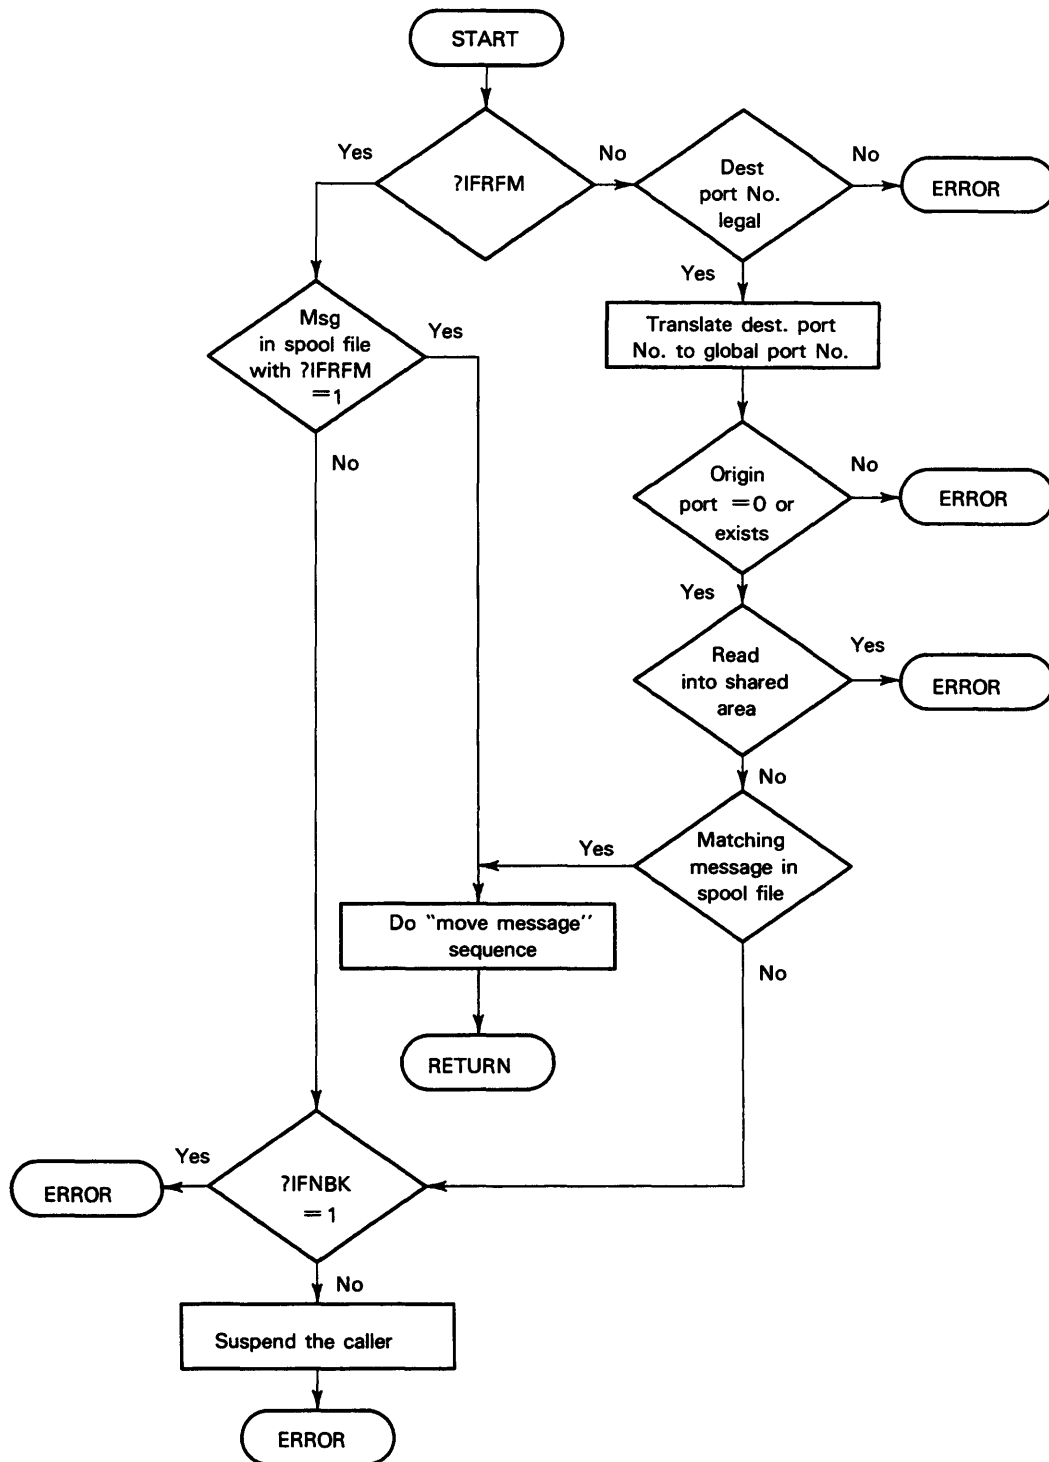 START
Yes
?IFRFM
No
Dest
port No.
legal
No
ERROR
Yes
Translate dest. port
No. to global port No.
Msg
in spool file
with ?IFRFM
=1
Yes
No
Origin
port =0 or
exists
No
ERROR
Yes
Read
into shared
area
Yes
ERROR
No
Matching
message in
spool file
Yes
No
Do "move message"
sequence
RETURN
?IFNBK
=1
Yes
ERROR
No
Suspend the caller
ERROR